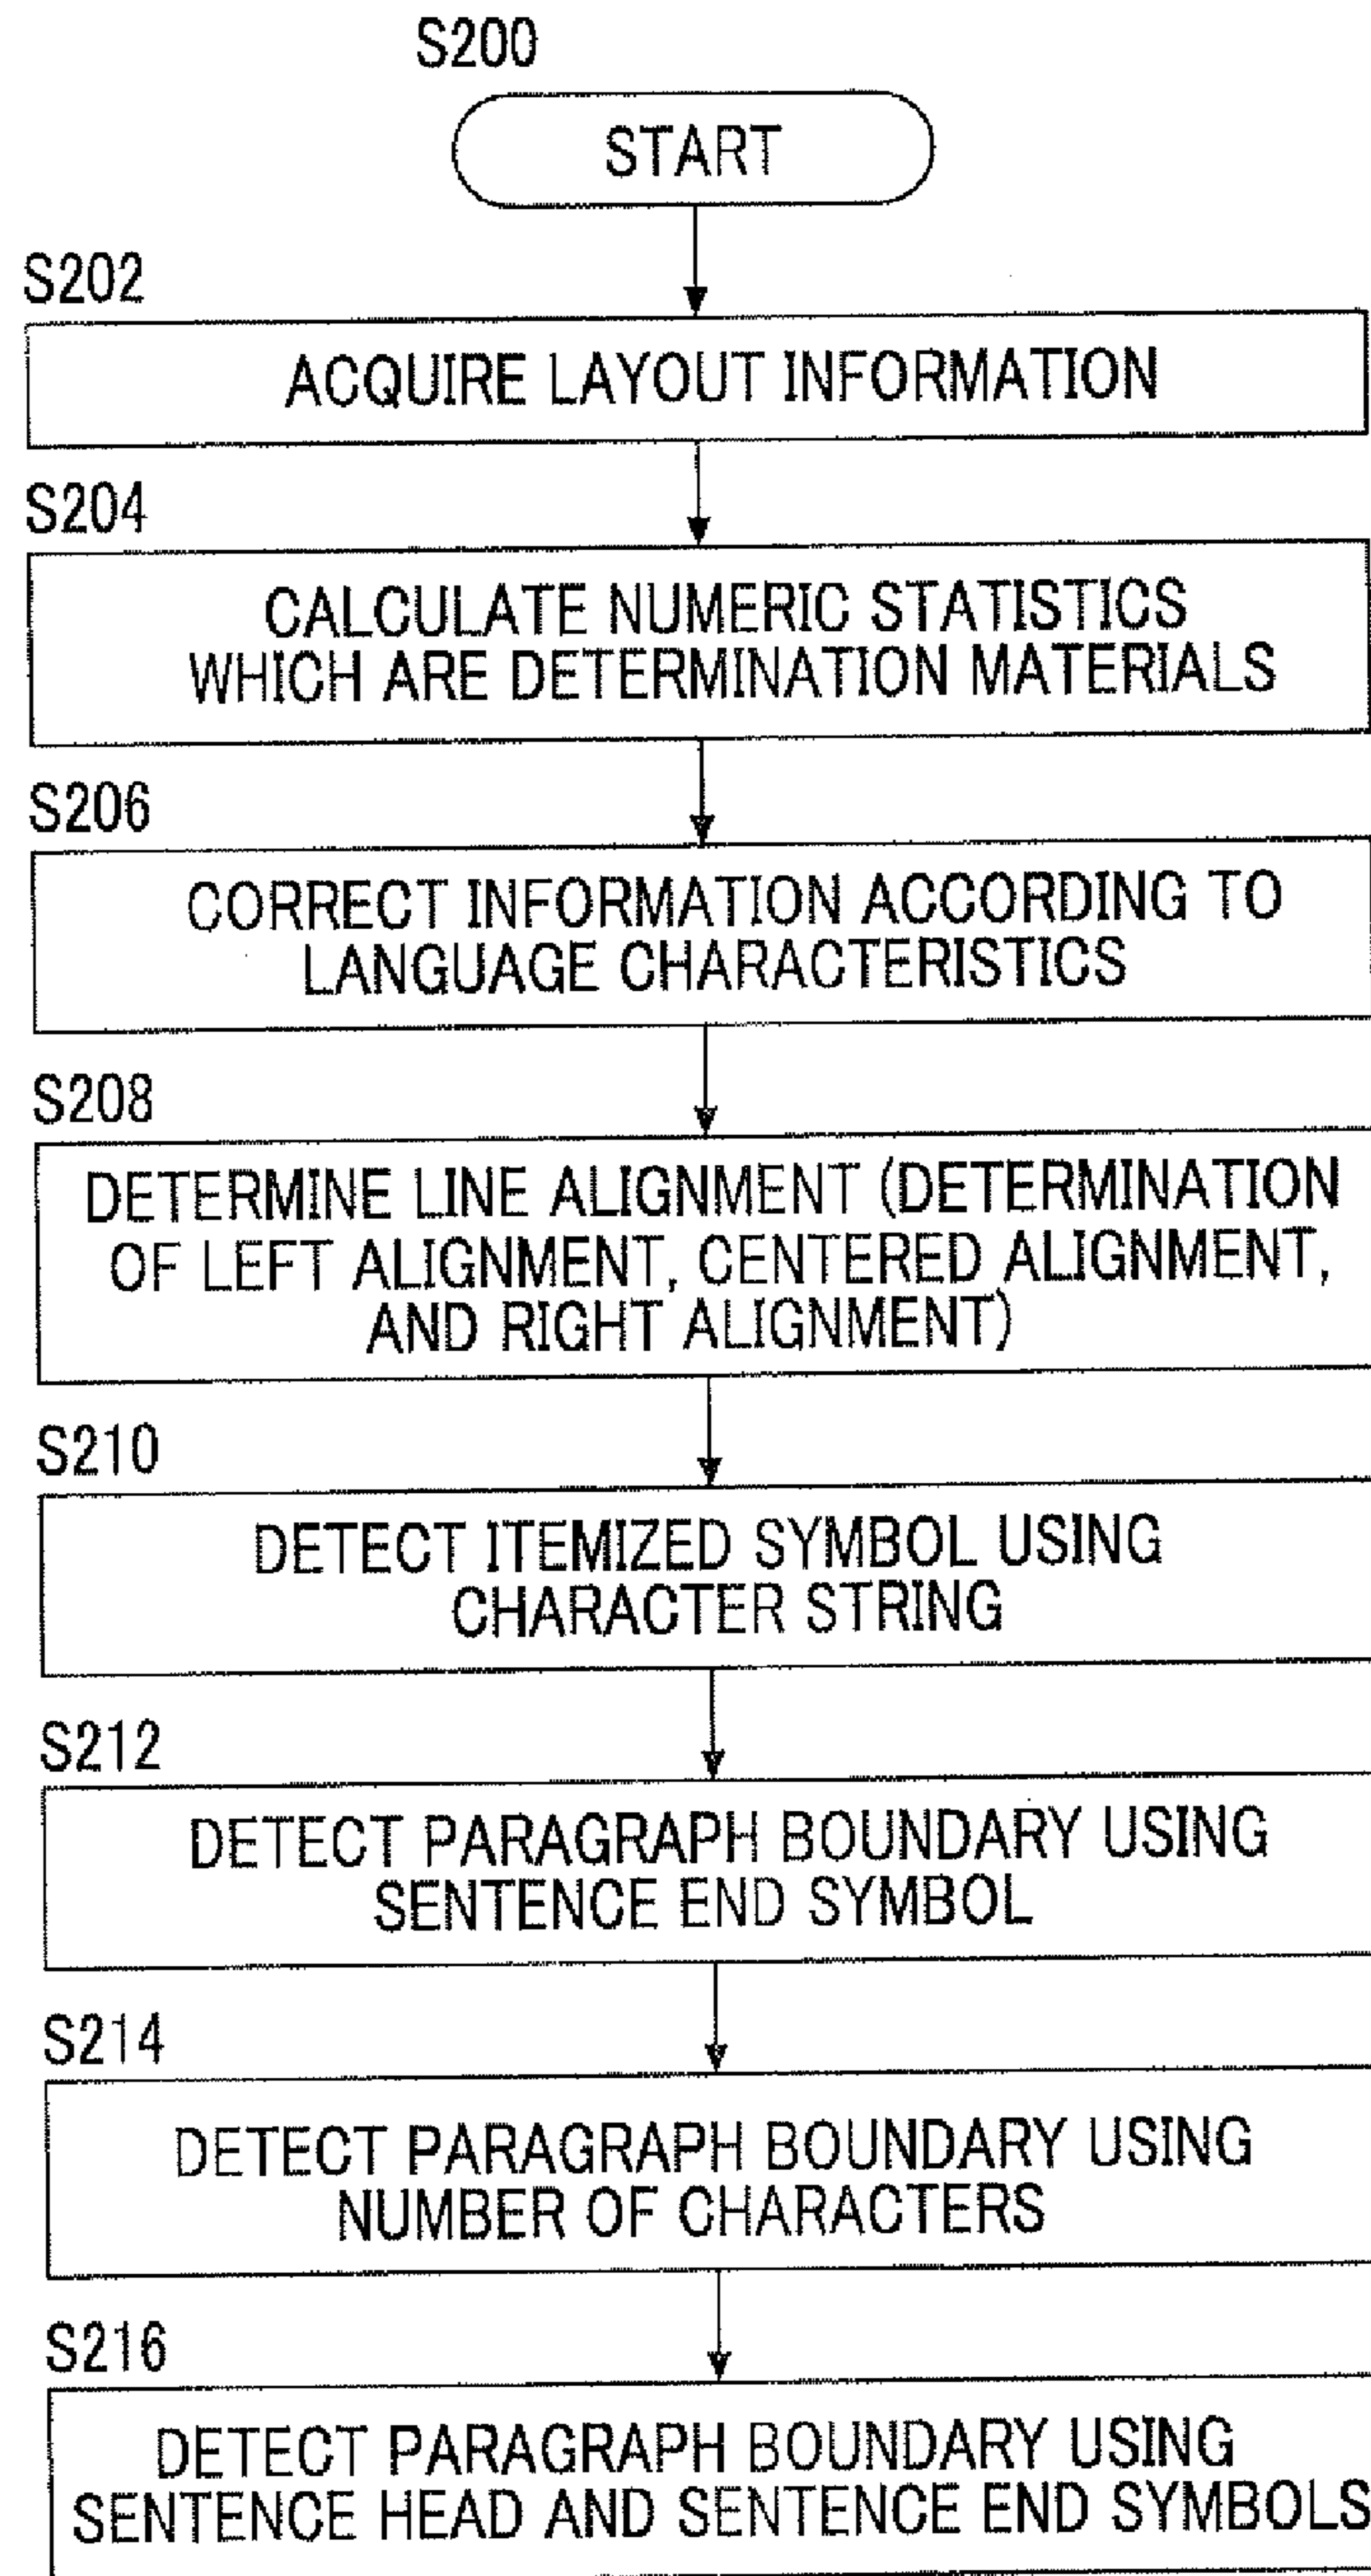 S200
START
S202
ACQUIRE LAYOUT INFORMATION
S204
CALCULATE NUMERIC STATISTICS
WHICH ARE DETERMINATION MATERIALS
S206
CORRECT INFORMATION ACCORDING TO
LANGUAGE CHARACTERISTICS
S208
DETERMINE LINE ALIGNMENT (DETERMINATION
OF LEFT ALIGNMENT, CENTERED ALIGNMENT,
AND RIGHT ALIGNMENT)
S210
DETECT ITEMIZED SYMBOL USING
CHARACTER STRING
S212
DETECT PARAGRAPH BOUNDARY USING
SENTENCE END SYMBOL
S214
DETECT PARAGRAPH BOUNDARY USING
NUMBER OF CHARACTERS
S216
DETECT PARAGRAPH BOUNDARY USING
SENTENCE HEAD AND SENTENCE END SYMBOLS